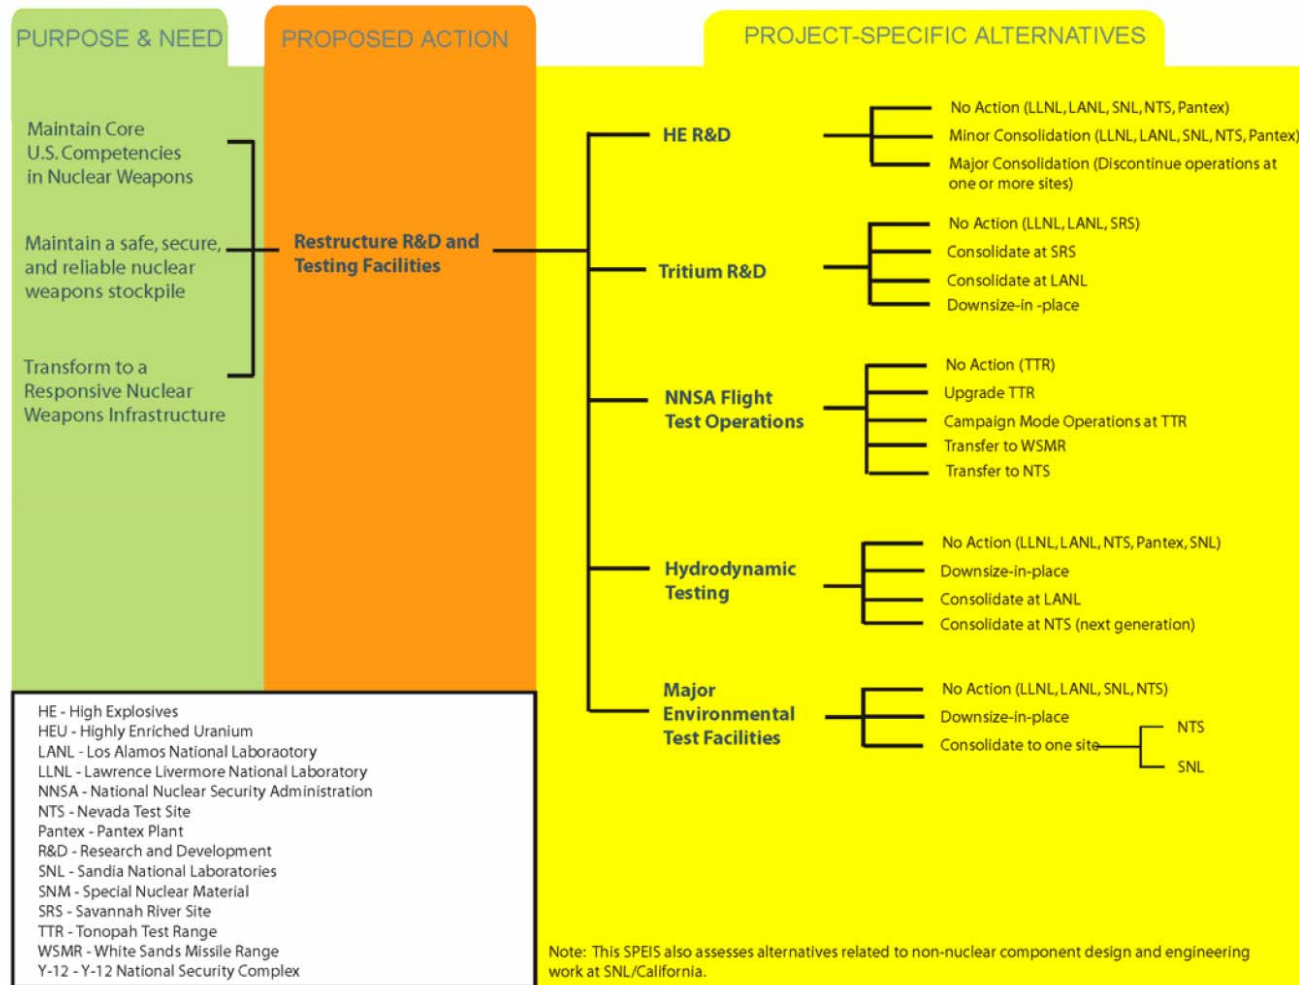 PURPOSE & NEED
Maintain Core
U.S. Competencies
in Nuclear Weapons
Maintain a safe, secure,
and reliable nuclear
weapons stockpile
Transform to a
Responsive Nuclear
Weapons Infrastructure
PROPOSED ACTION
Restructure R&D and
Testing Facilities
PROJECT-SPECIFIC ALTERNATIVES
HE R&D
No Action (LLNL, LANL, SNL, NTS, Pantex)
Minor Consolidation (LLNL, LANL, SNL, NTS, Pantex)
Major Consolidation (Discontinue operations at
one or more sites)
Tritium R&D
No Action (LLNL, LANL, SRS)
Consolidate at SRS
Consolidate at LANL
Downsize-in -place
NNSA Flight
Test Operations
No Action (TTR)
Upgrade TTR
Campaign Mode Operations at TTR
Transfer to WSMR
Transfer to NTS
Hydrodynamic
Testing
No Action (LLNL, LANL, NTS, Pantex, SNL)
Downsize-in-place
Consolidate at LANL
Consolidate at NTS (next generation)
Major
Environmental
Test Facilities
No Action (LLNL, LANL, SNL, NTS)
Downsize-in-place
Consolidate to one site
NTS
SNL
HE - High Explosives
HEU - Highly Enriched Uranium
LANL - Los Alamos National Laboraotory
LLNL - Lawrence Livermore National Laboratory
NNSA - National Nuclear Security Administration
NTS - Nevada Test Site
Pantex - Pantex Plant
R&D - Research and Development
SNL - Sandia National Laboratories
SNM - Special Nuclear Material
SRS - Savannah River Site
TTR - Tonopah Test Range
WSMR - White Sands Missile Range
Y-12 - Y-12 National Security Complex
Note: This SPEIS also assesses alternatives related to non-nuclear component design and engineering
work at SNL/California.